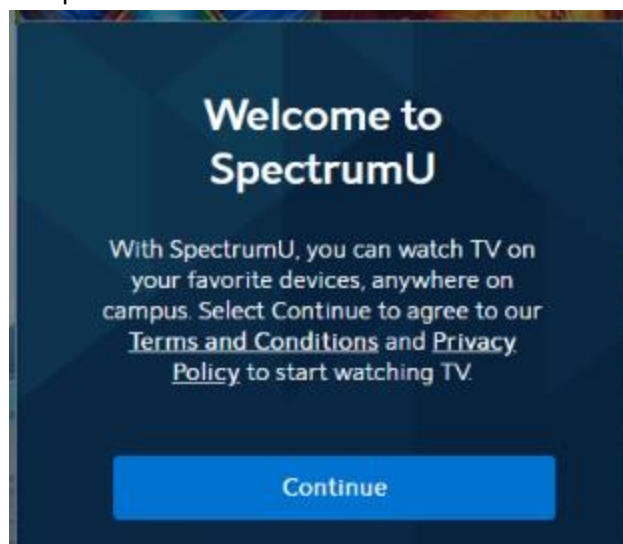 Welcome to
SpectrumU
With SpectrumU, you can watch TV on
your favorite devices, anywhere on
campus. Select Continue to agree to our
Terms and Conditions and Privacy
Policy to start watching TV.
Continue